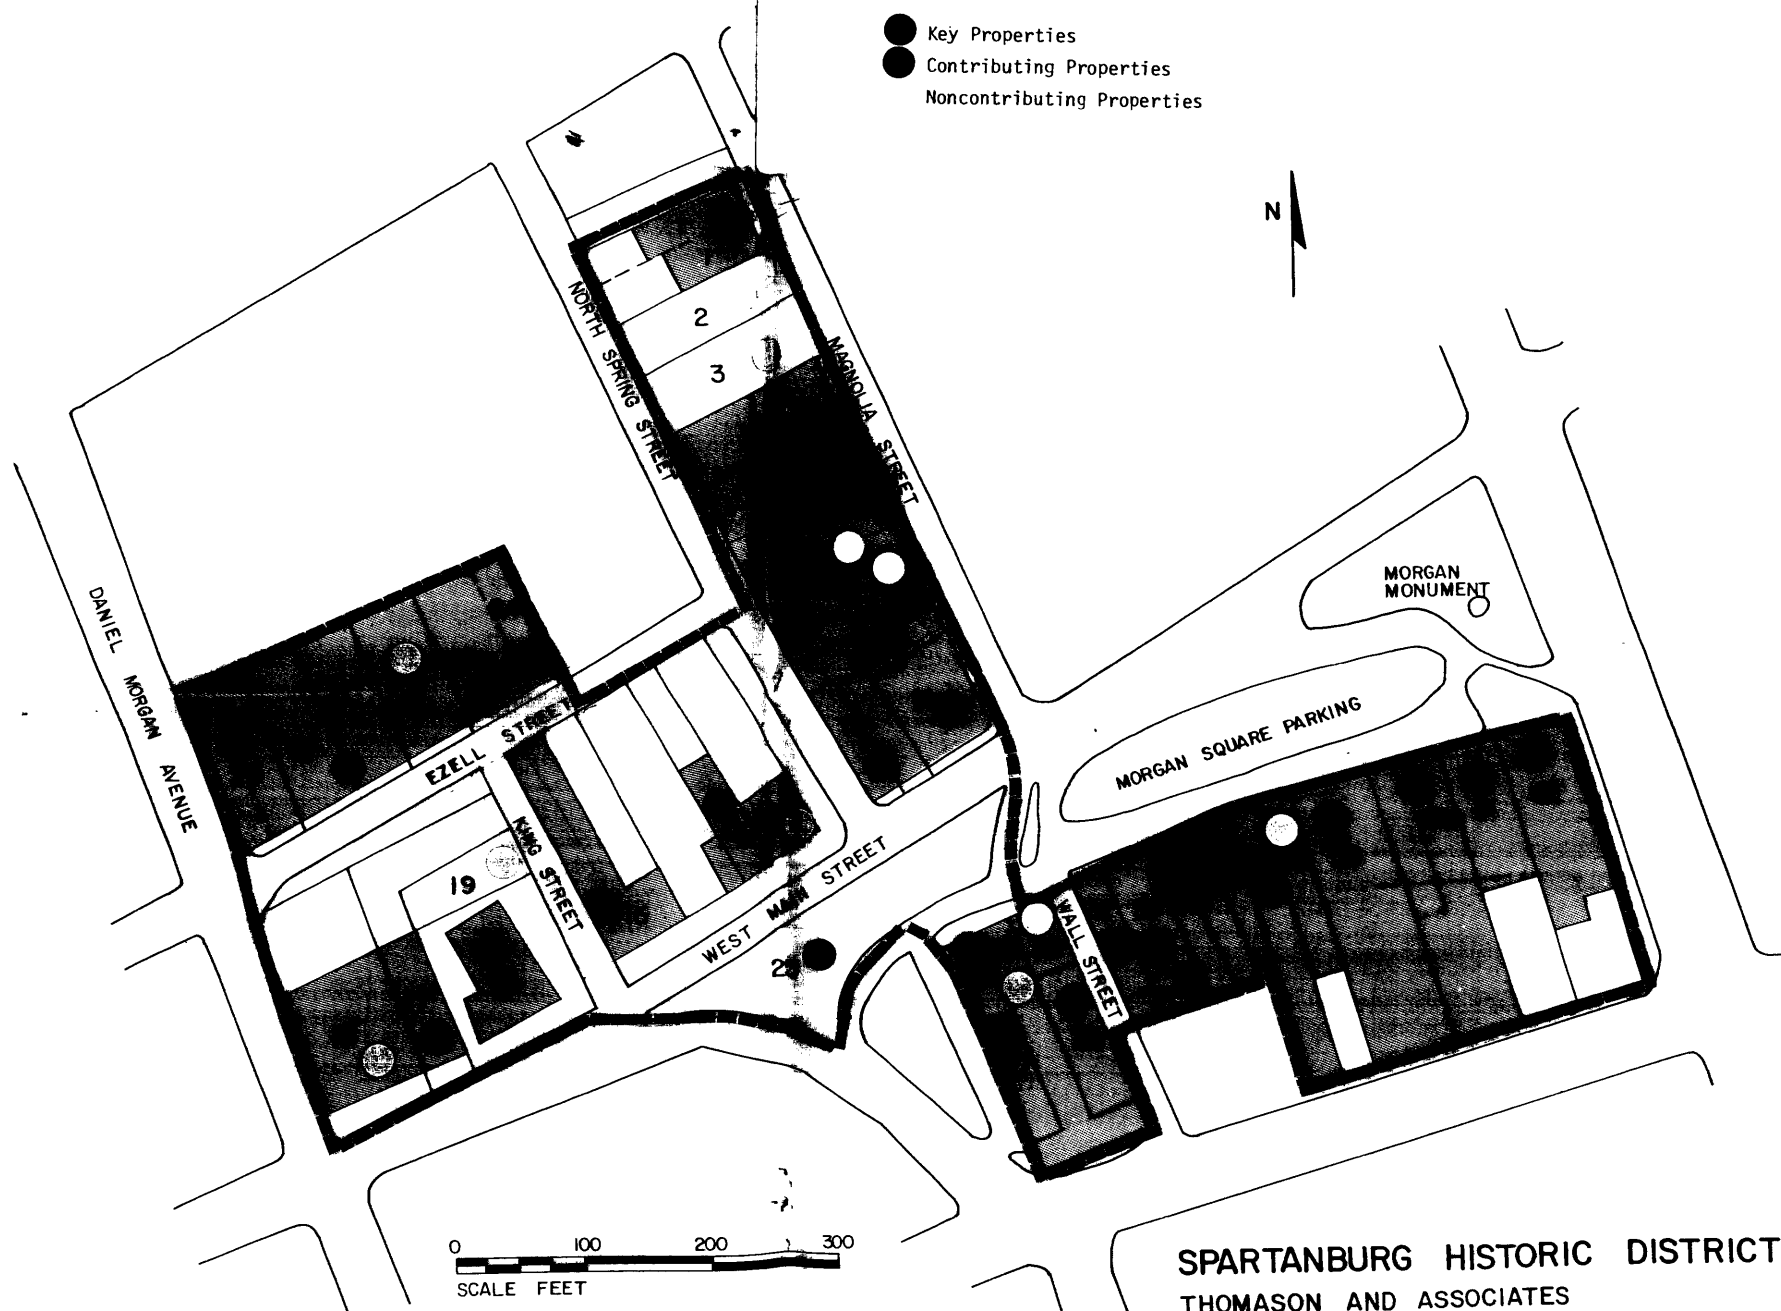 Key Properties
Contributing Properties
Noncontributing Properties
N
NORTH SPRING STREET
MAGNOLIA STREET
2
3
MORGAN
MONUMENT
DANIEL MORGAN AVENUE
EZELL STREET
MORGAN SQUARE PARKING
KING STREET
19
WEST MAIN STREET
WALL STREET
0 100 200 300
SCALE FEET
SPARTANBURG HISTORIC DISTRICT
THOMASON AND ASSOCIATES